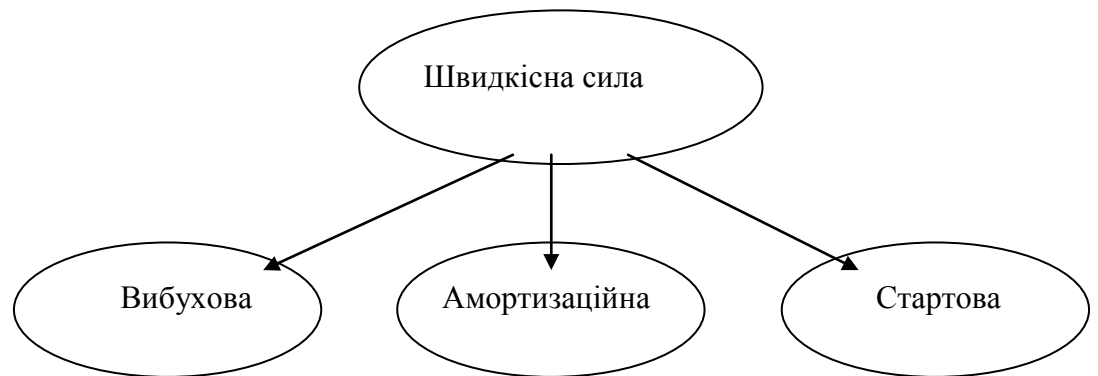 Швидкісна сила
Вибухова
Амортизаційна
Стартова